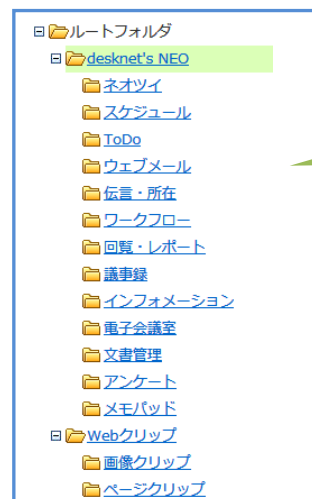 ルートフォルダ
desknet's NEO
ネオツイ
スケジュール
ToDo
ウェブメール
伝言・所在
ワークフロー
回覧・レポート
議事録
インフォメーション
電子会議室
文書管理
アンケート
メモパッド
Webクリップ
画像クリップ
ページクリップ